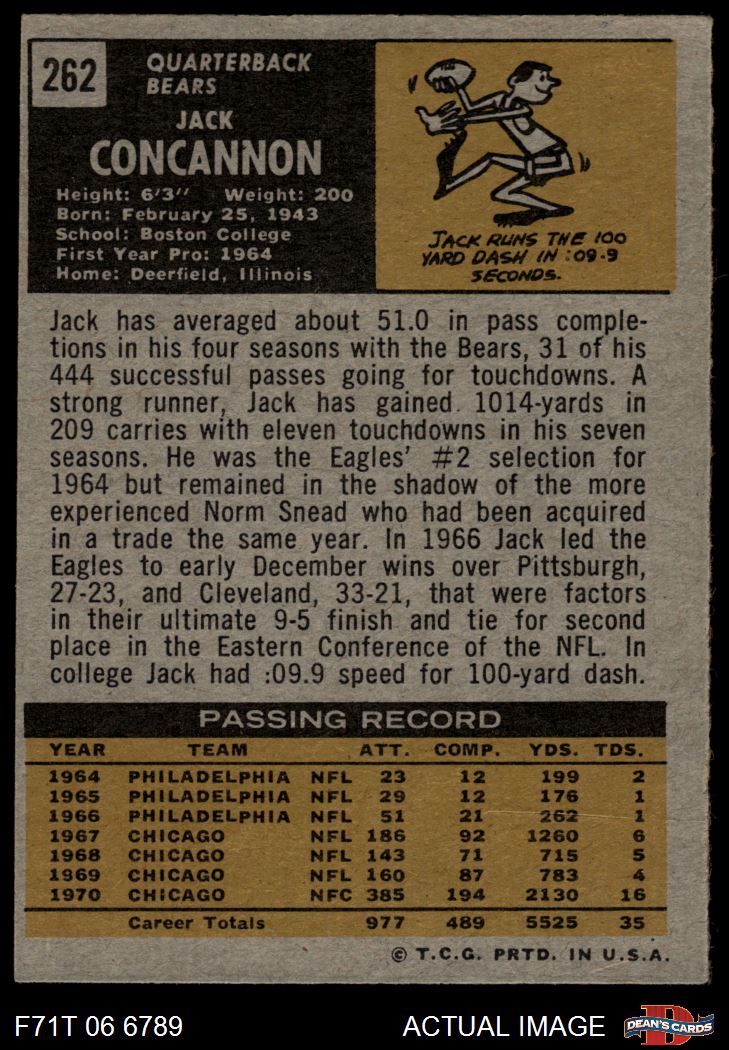 262
QUARTERBACK
BEARS
JACK
CONCANNON
Height: 6'3'' Weight: 200
Born: February 25, 1943
School: Boston College
First Year Pro: 1964
Home: Deerfield, Illinois
JACK RUNS THE 100
YARD DASH IN :09.9
SECONDS.
Jack has averaged about 51.0 in pass comple-
tions in his four seasons with the Bears, 31 of his
444 successful passes going for touchdowns. A
strong runner, Jack has gained 1014-yards in
209 carries with eleven touchdowns in his seven
seasons. He was the Eagles' #2 selection for
1964 but remained in the shadow of the more
experienced Norm Snead who had been acquired
in a trade the same year. In 1966 Jack led the
Eagles to early December wins over Pittsburgh,
27-23, and Cleveland, 33-21, that were factors
in their ultimate 9-5 finish and tie for second
place in the Eastern Conference of the NFL. In
college Jack had :09.9 speed for 100-yard dash.
PASSING RECORD
YEAR TEAM ATT. COMP. YDS. TDS.
1964 PHILADELPHIA NFL 23 12 199 2
1965 PHILADELPHIA NFL 29 12 176 1
1966 PHILADELPHIA NFL 51 21 262 1
1967 CHICAGO NFL 186 92 1260 6
1968 CHICAGO NFL 143 71 715 5
1969 CHICAGO NFL 160 87 783 4
1970 CHICAGO NFC 385 194 2130 16
Career Totals 977 489 5525 35
© T.C.G. PRTD. IN U.S.A.
F71T 06 6789 ACTUAL IMAGE
D
DEAN'S CARDS